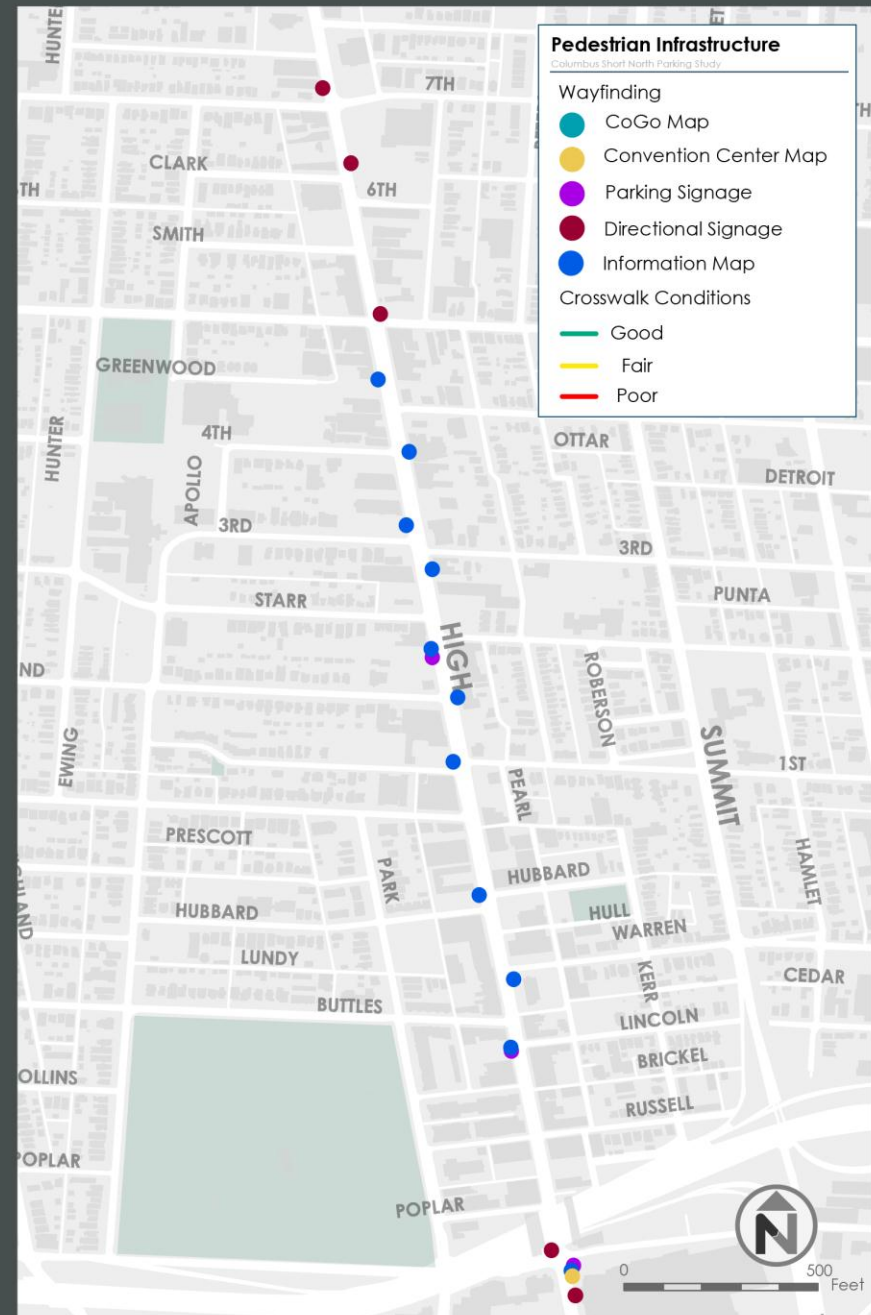 HUNTE
7TH
CLARK
6TH
SMITH
Pedestrian Infrastructure
Columbus Short North Parking Study
Wayfinding
CoGo Map
Convention Center Map
Parking Signage
Directional Signage
Information Map
Crosswalk Conditions
Good
Fair
Poor
GREENWOOD
HUNTER
4TH
APOLLO
OTTAR
DETROIT
3RD
3RD
STARR
PUNTA
HIGH
ND
ROBERSON
EWING
SUMMIT
1ST
PEARL
PRESCOTT
PARK
HUBBARD
HAMLET
HUBBARD
HULL
WARREN
LUNDY
KERR
CEDAR
BUTTLES
LINCOLN
BRICKEL
OLLINS
RUSSELL
POPLAR
POPLAR
N
0 500
Feet